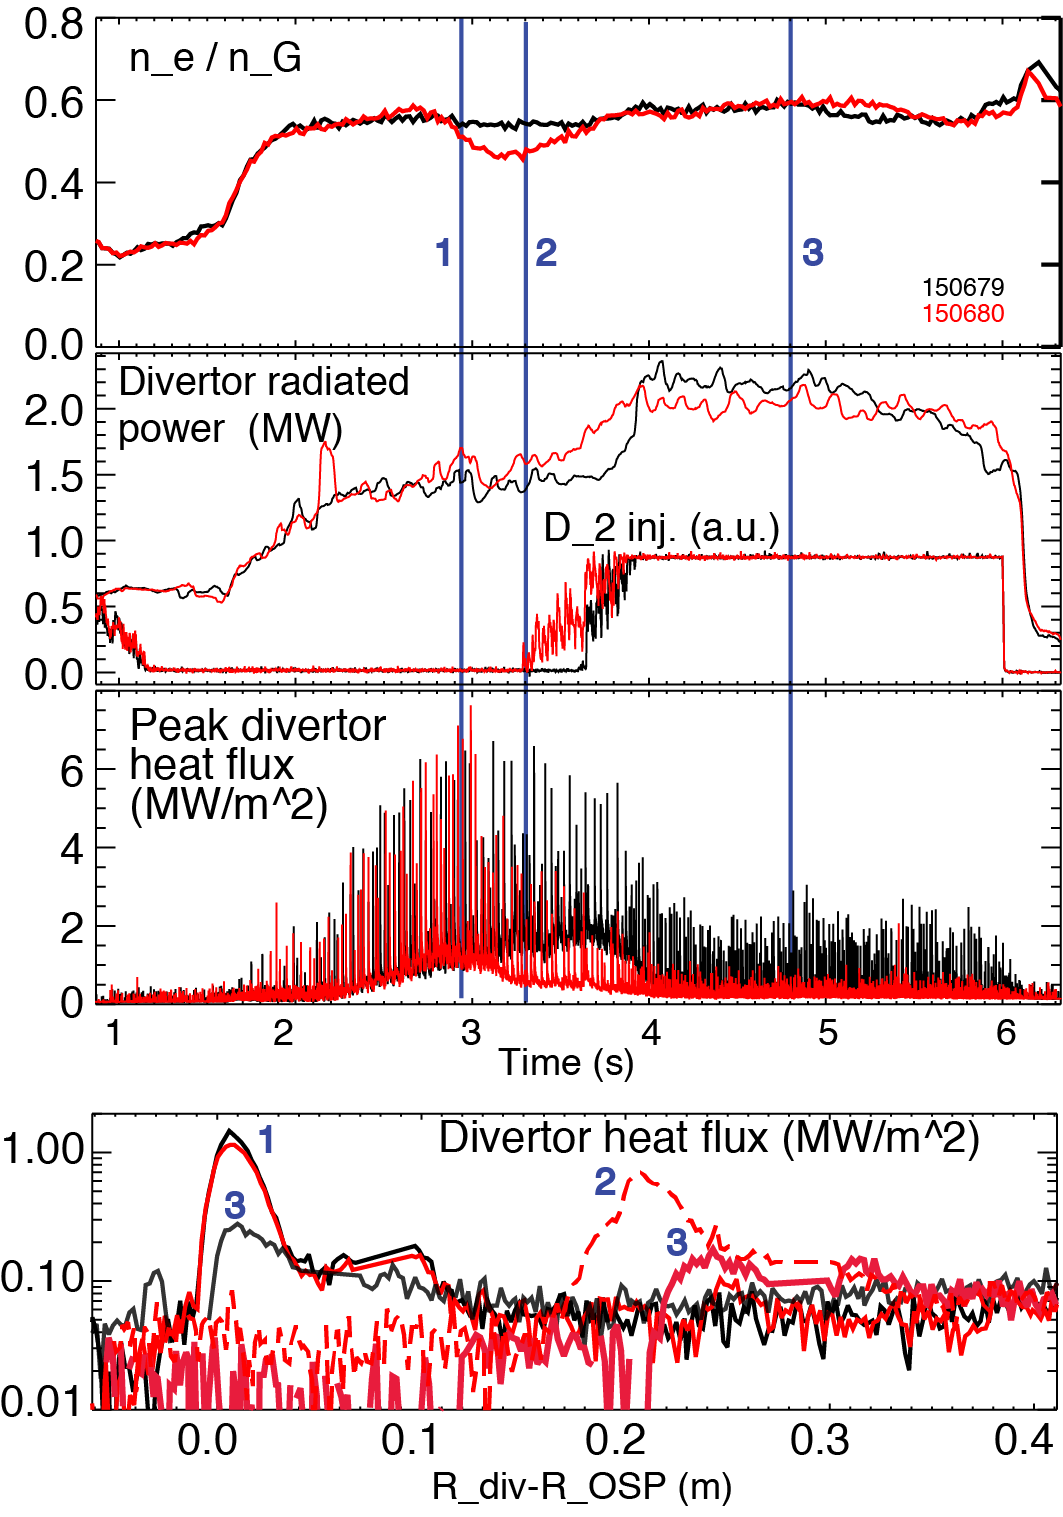 0.8
n_e / n_G
0.6
0.4
1 2 3
0.2
150679
150680
0.0
Divertor radiated
2.0
power (MW)
1.5
D_2 inj. (a.u.)
1.0
0.5
0.0
Peak divertor
heat flux
6
(MW/m^2)
4
2
0
1 2 3 4 5 6
Time (s)
Divertor heat flux (MW/m^2)
1.00
1
2
3
3
0.10
0.01
0.0 0.1 0.2 0.3 0.4
R_div-R_OSP (m)